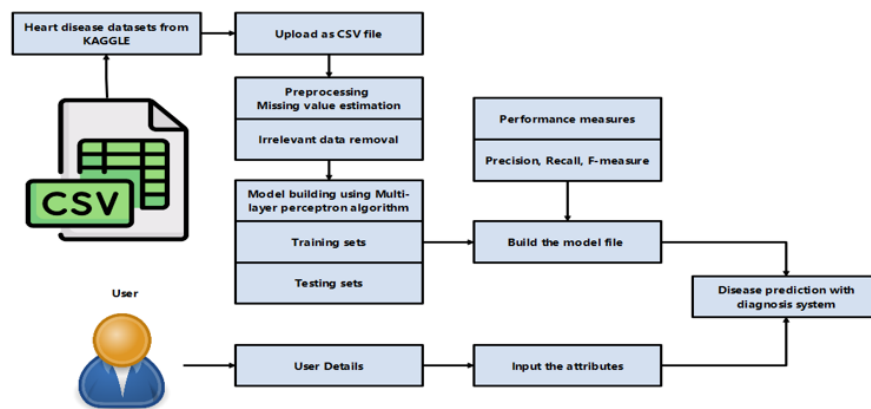 Heart disease datasets from
KAGGLE
Upload as CSV file
Preprocessing
Missing value estimation
Irrelevant data removal
Performance measures
Precision, Recall, F-measure
CSV
Model building using Multi-
layer perceptron algorithm
Training sets
Build the model file
Testing sets
Disease prediction with
diagnosis system
User
User Details
Input the attributes